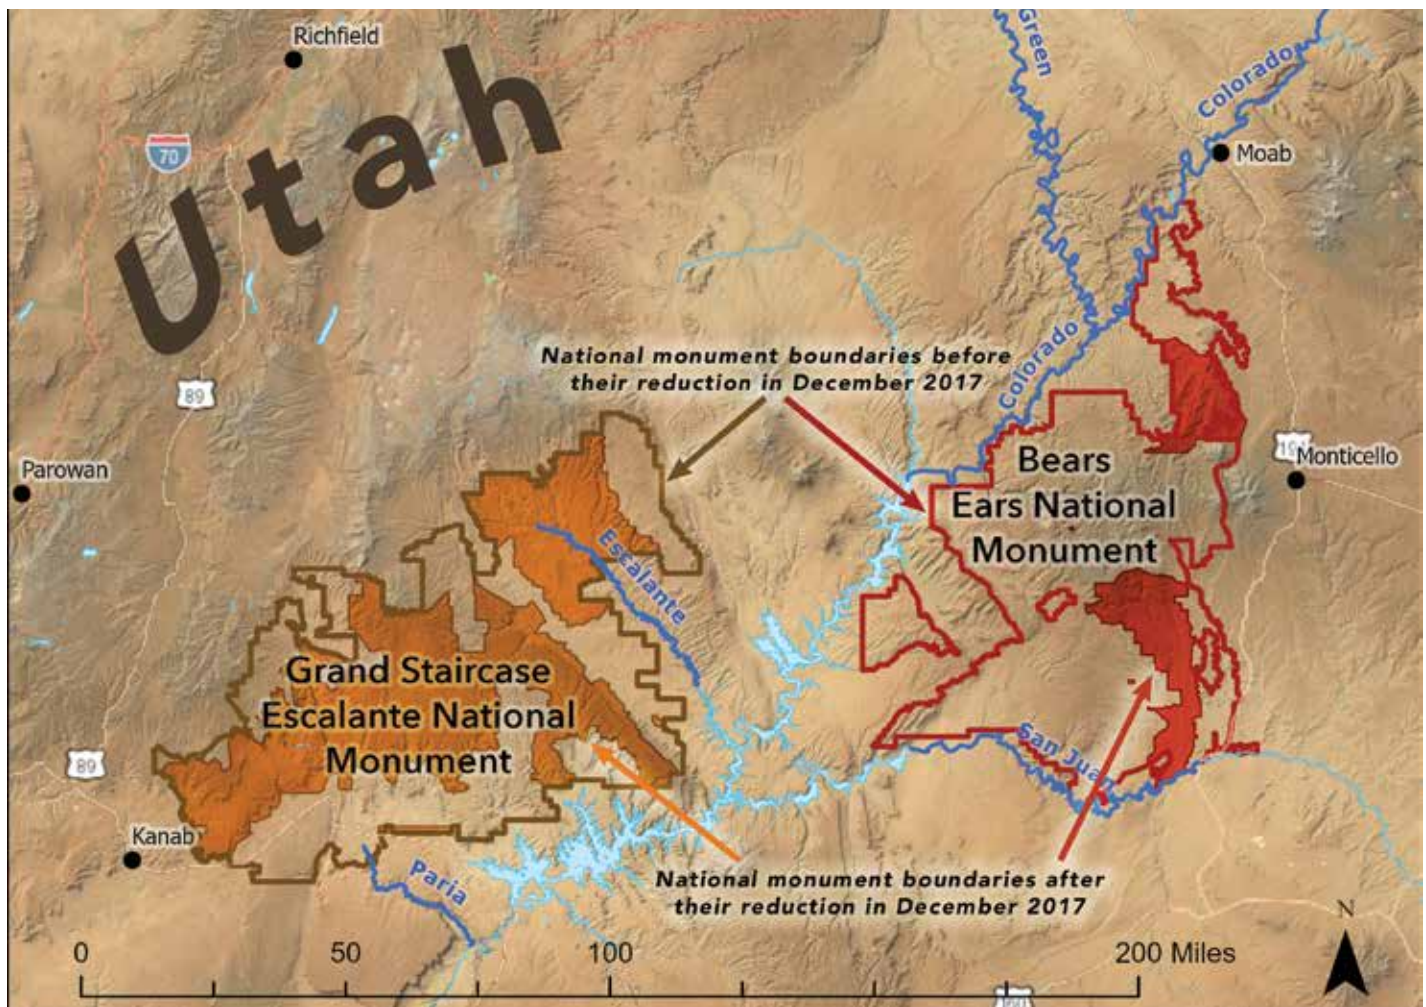 Richfield
Utah
70
Green
Colorado
Moab
National monument boundaries before
their reduction in December 2017
Colorado
89
Parowan
Bears
Ears National
Monument
191
Monticello
Escalante
Grand Staircase
Escalante National
Monument
San Juan
89
Kanab
Paria
National monument boundaries after
their reduction in December 2017
N
0 50 100 200 Miles
160